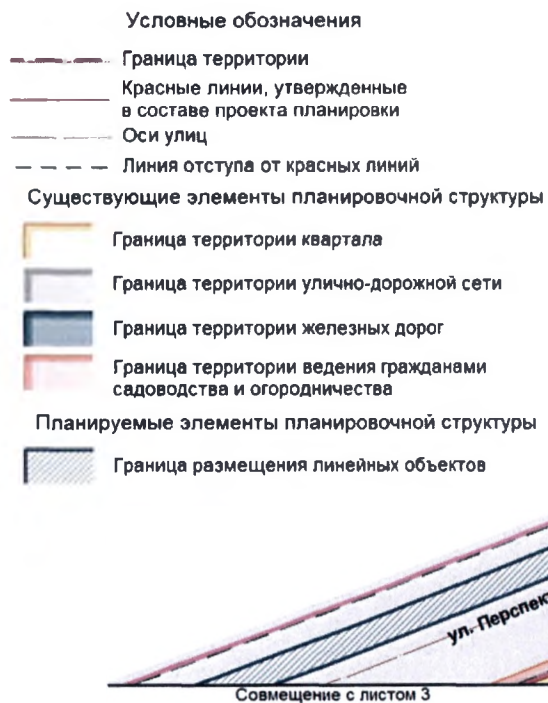 Условные обозначения
Граница территории
Красные линии, утвержденные
в составе проекта планировки
Оси улиц
Линия отступа от красных линий
Существующие элементы планировочной структуры
Граница территории квартала
Граница территории улично-дорожной сети
Граница территории железных дорог
Граница территории ведения гражданами
садоводства и огородничества
Планируемые элементы планировочной структуры
Граница размещения линейных объектов
ул. Перспек
Совмещение с листом 3